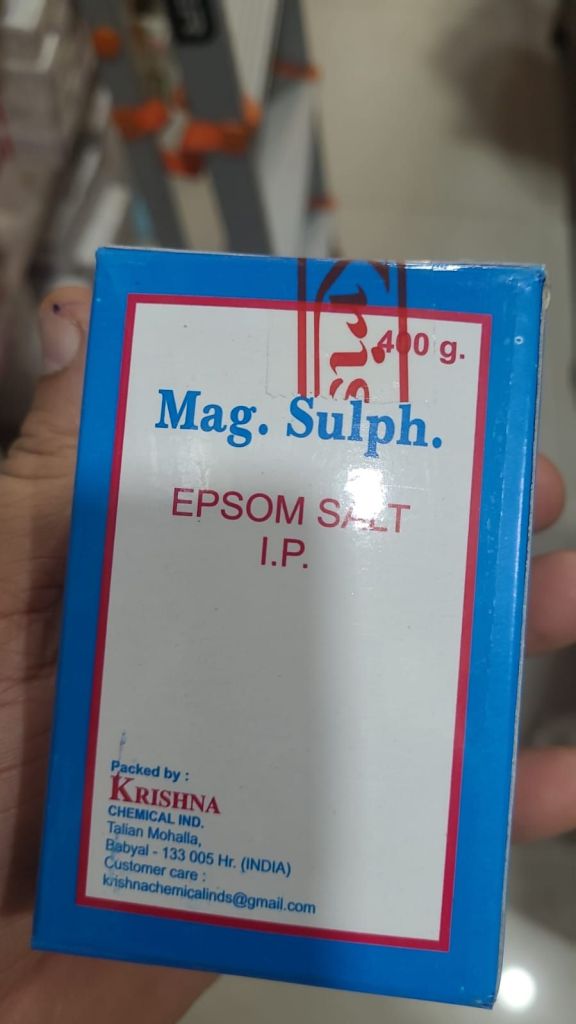 400 g.
Mag. Sulph.
EPSOM SALT
I.P.
Packed by :
KRISHNA
CHEMICAL IND.
Talian Mohalla,
Babyal - 133 005 Hr. (INDIA)
Customer care :
krishnachemicalinds@gmail.com